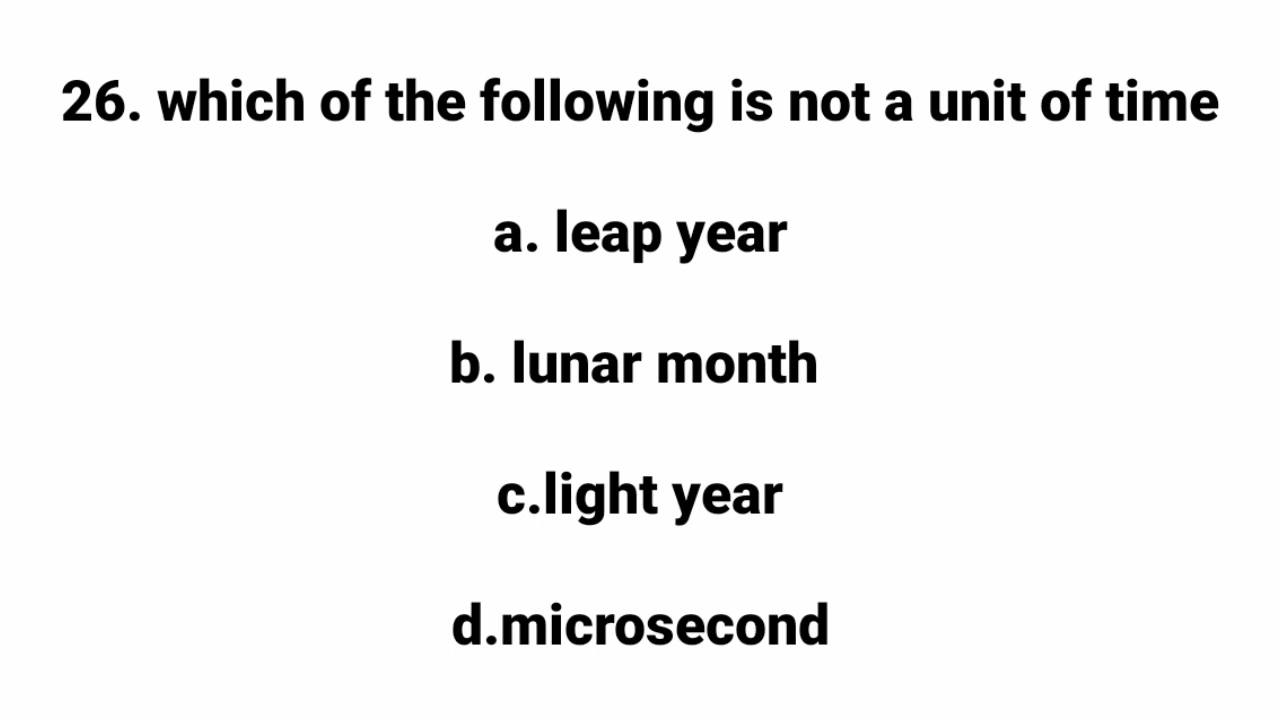 26. which of the following is not a unit of time
a. leap year
b. lunar month
c.light year
d.microsecond